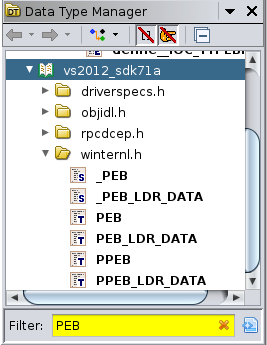 Data Type Manager
vs2012_sdk71a
driverspecs.h
objidl.h
rpcdcep.h
winternl.h
_PEB
_PEB_LDR_DATA
PEB
PEB_LDR_DATA
PPEB
PPEB_LDR_DATA
Filter: PEB